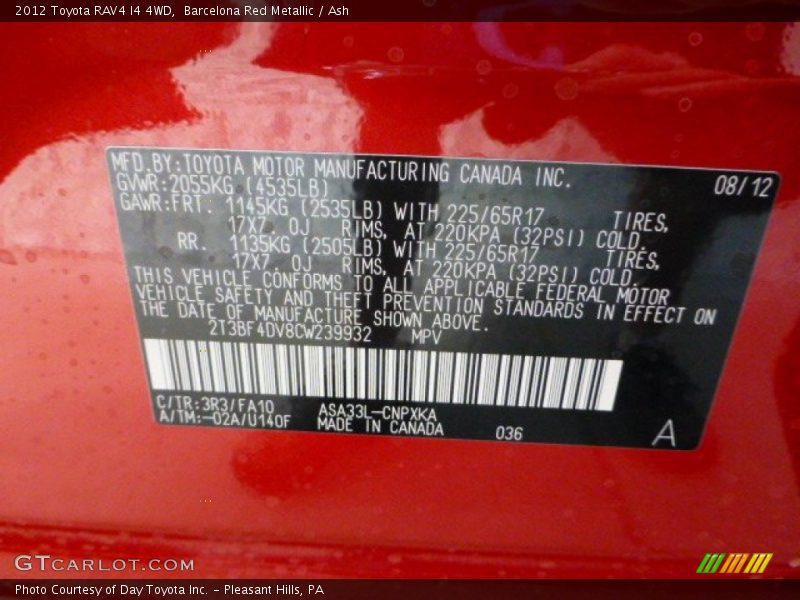 2012 Toyota RAV4 I4 4WD, Barcelona Red Metallic / Ash
MFD.BY:TOYOTA MOTOR MANUFACTURING CANADA INC. 08/12
GVWR:2055KG (4535LB)
GAWR:FRT. 1145KG (2535LB) WITH 225/65R17 TIRES,
17X7.0J RIMS, AT 220KPA (32PSI) COLD.
RR. 1135KG (2505LB) WITH 225/65R17 TIRES,
17X7.0J RIMS, AT 220KPA (32PSI) COLD.
THIS VEHICLE CONFORMS TO ALL APPLICABLE FEDERAL MOTOR
VEHICLE SAFETY AND THEFT PREVENTION STANDARDS IN EFFECT ON
THE DATE OF MANUFACTURE SHOWN ABOVE.
2T3BF4DV8CW239932 MPV
C/TR:3R3/FA10 ASA33L-CNPXKA
A/TM:-02A/U140F MADE IN CANADA 036 A
GTCARLOT.COM
Photo Courtesy of Day Toyota Inc. - Pleasant Hills, PA